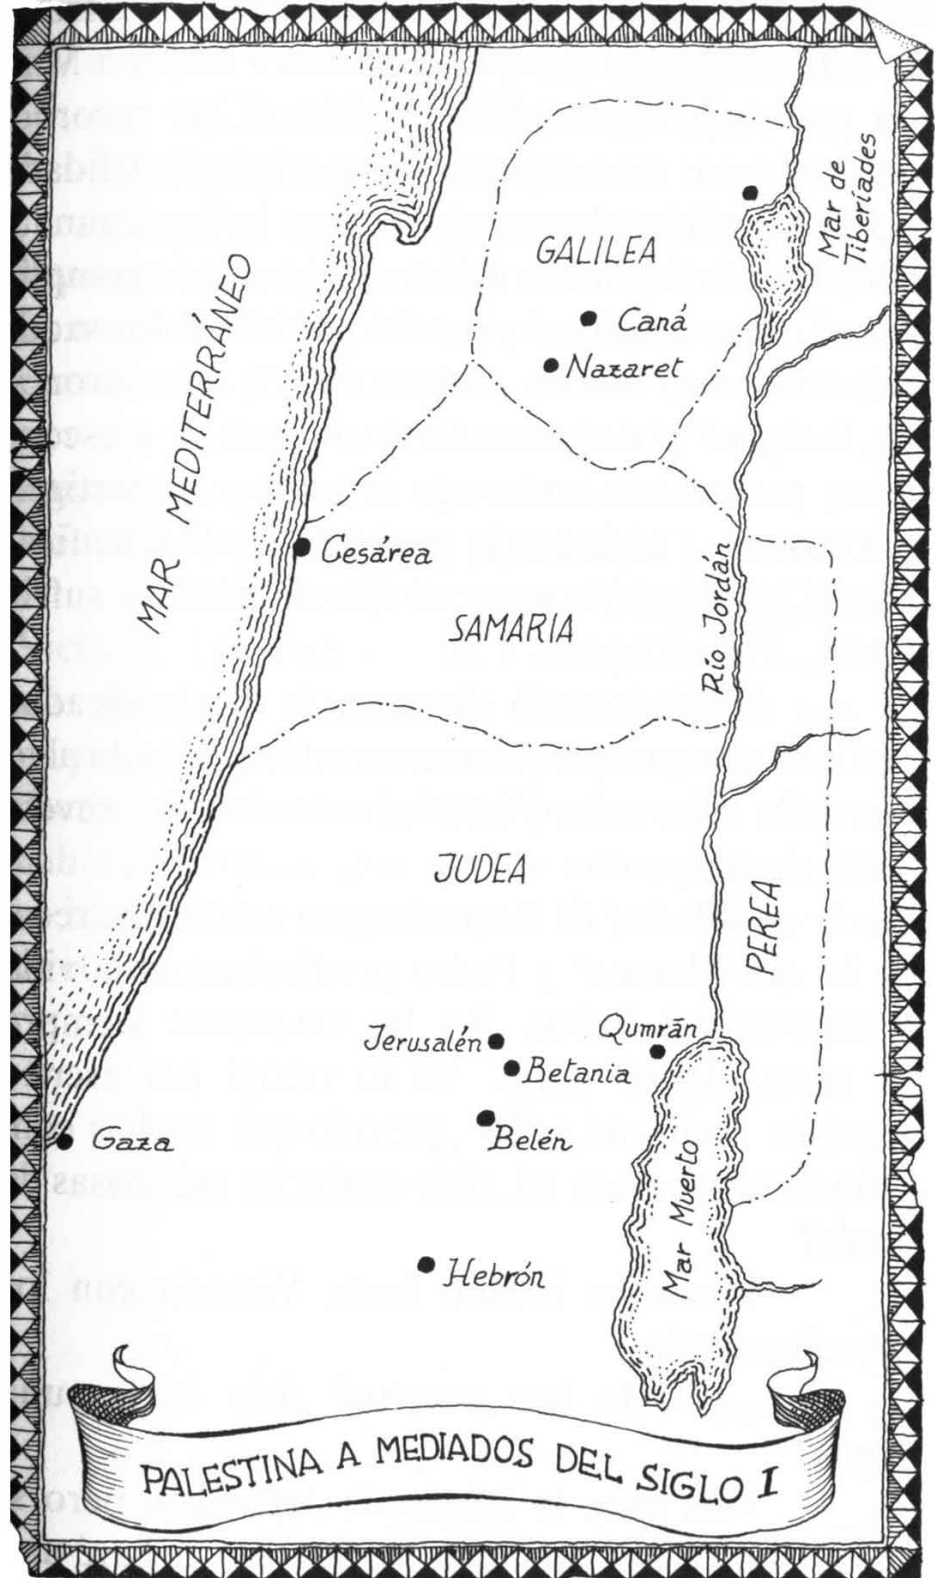 Mar de
Tiberíades
GALILEA
MAR MEDITERRÁNEO
Caná
Nazaret
Cesárea
Río Jordán
SAMARIA
JUDEA
PEREA
Jerusalén
Qumrãn
Betania
Belén
Gaza
Mar Muerto
Hebrón
PALESTINA A MEDIADOS DEL SIGLO I